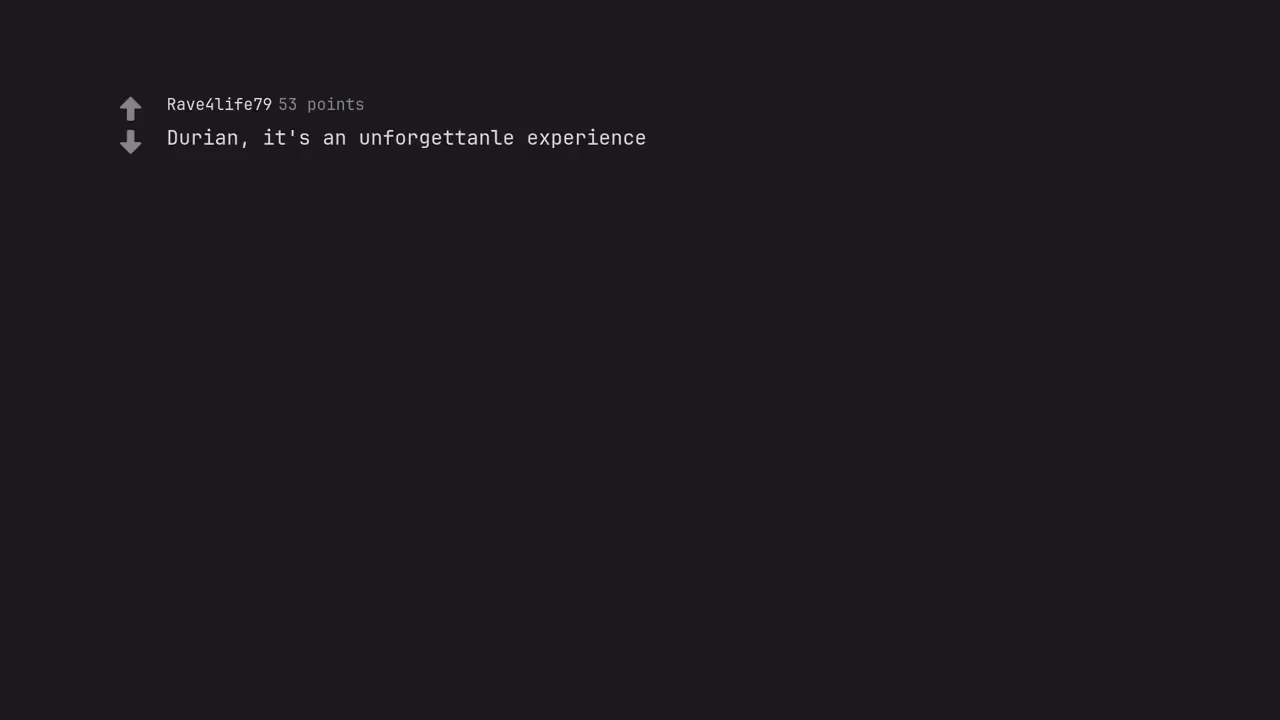 Rave4life79 53 points
Durian, it's an unforgettanle experience